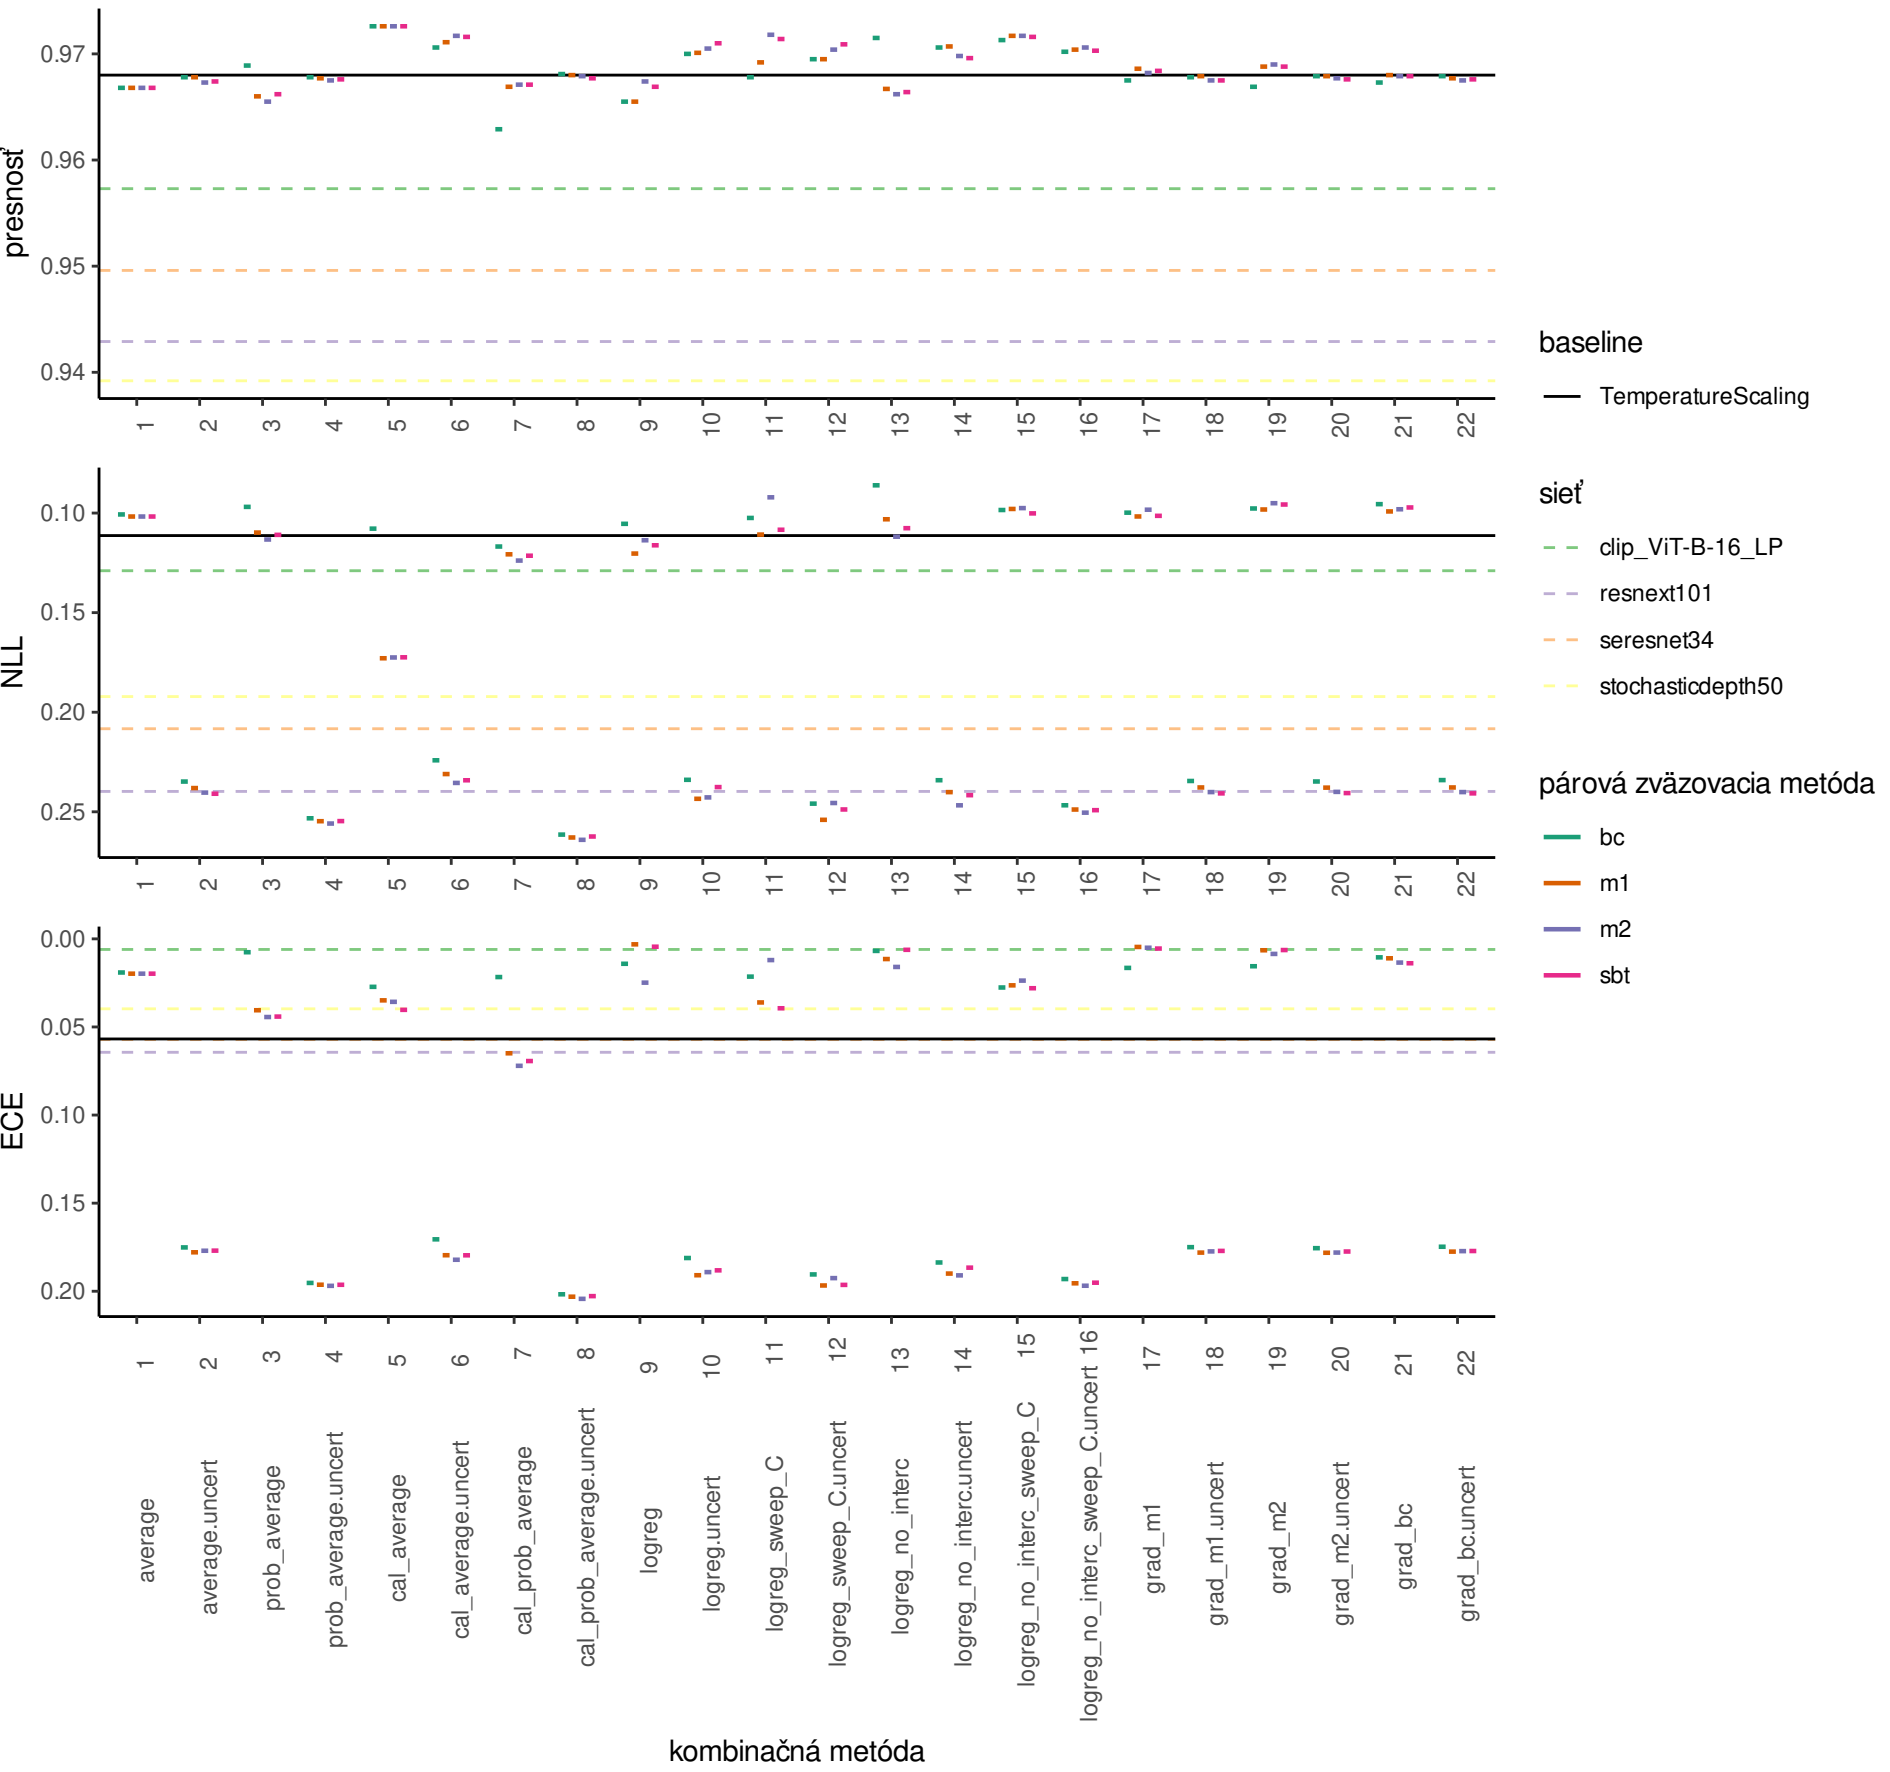 presnosť
0.97
0.96
0.95
0.94
1 2 3 4 5 6 7 8 9 10 11 12 13 14 15 16 17 18 19 20 21 22
NLL
0.10
0.15
0.20
0.25
1 2 3 4 5 6 7 8 9 10 11 12 13 14 15 16 17 18 19 20 21 22
ECE
0.00
0.05
0.10
0.15
0.20
average 1
average.uncert 2
prob_average 3
prob_average.uncert 4
cal_average 5
cal_average.uncert 6
cal_prob_average 7
cal_prob_average.uncert 8
logreg 9
logreg.uncert 10
logreg_sweep_C 11
logreg_sweep_C.uncert 12
logreg_no_interc 13
logreg_no_interc.uncert 14
logreg_no_interc_sweep_C 15
logreg_no_interc_sweep_C.uncert 16
grad_m1 17
grad_m1.uncert 18
grad_m2 19
grad_m2.uncert 20
grad_bc 21
grad_bc.uncert 22
kombinačná metóda
baseline
TemperatureScaling
sieť
clip_ViT-B-16_LP
resnext101
seresnet34
stochasticdepth50
párová zväzovacia metóda
bc
m1
m2
sbt